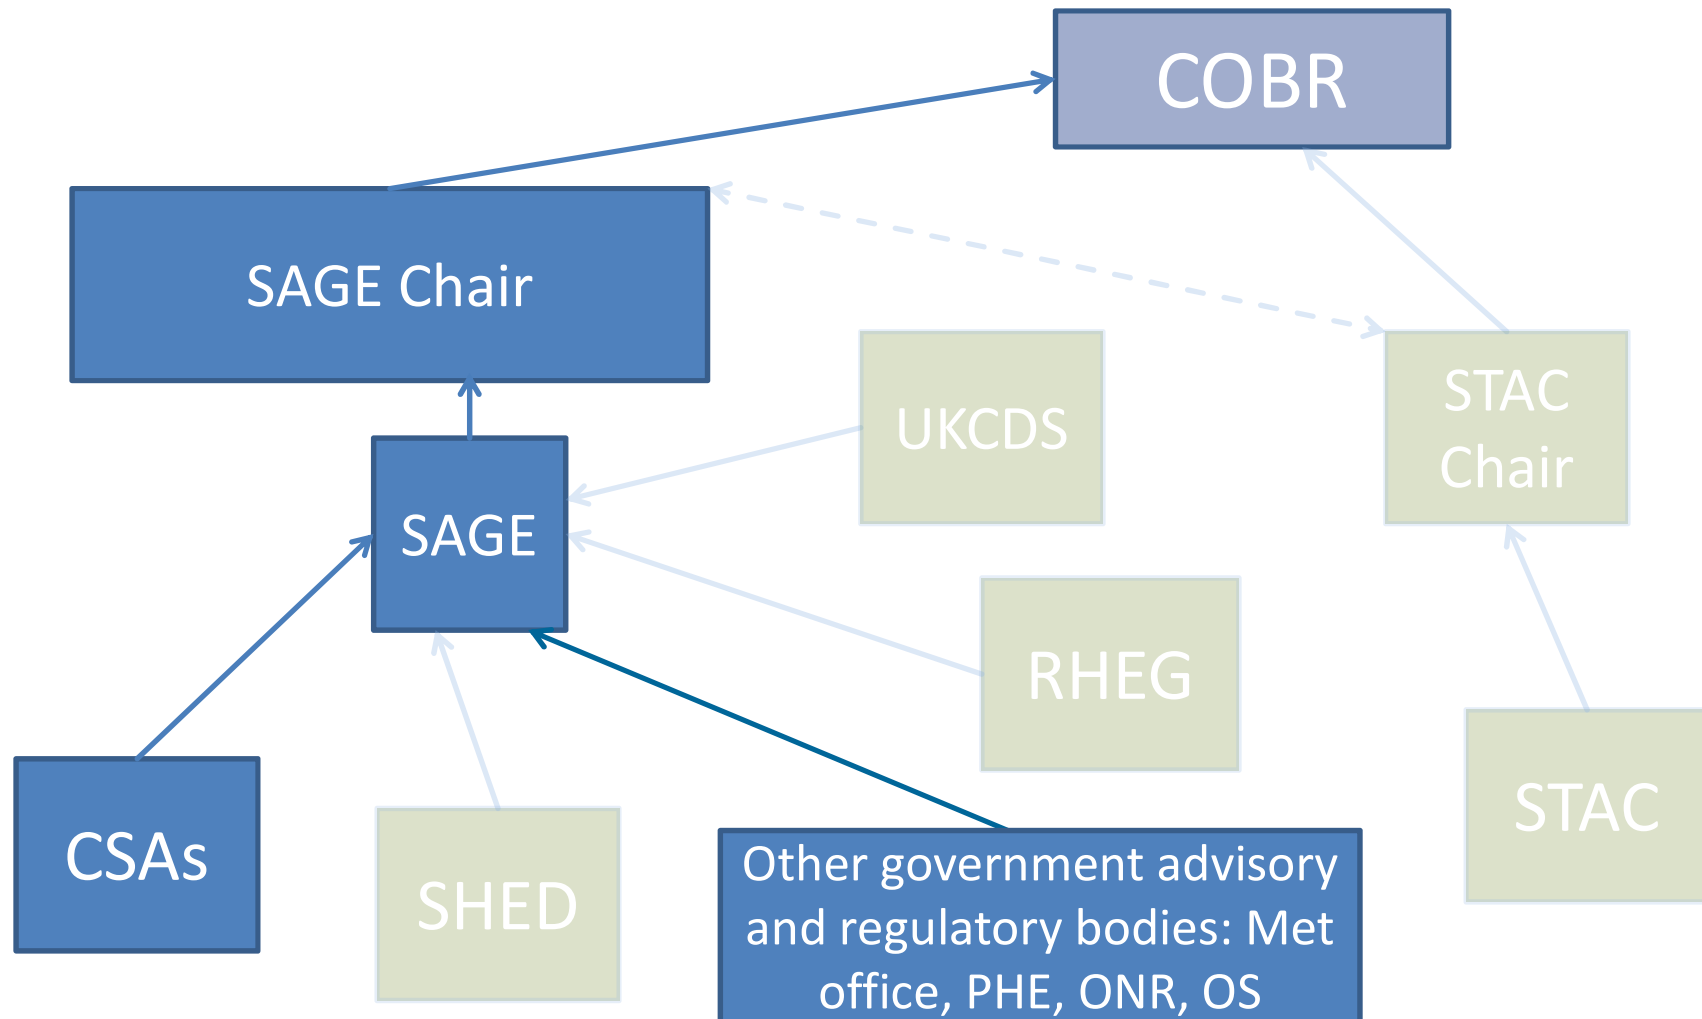 COBR
SAGE Chair
UKCDS
STAC
Chair
SAGE
RHEG
CSAs
SHED
STAC
Other government advisory
and regulatory bodies: Met
office, PHE, ONR, OS